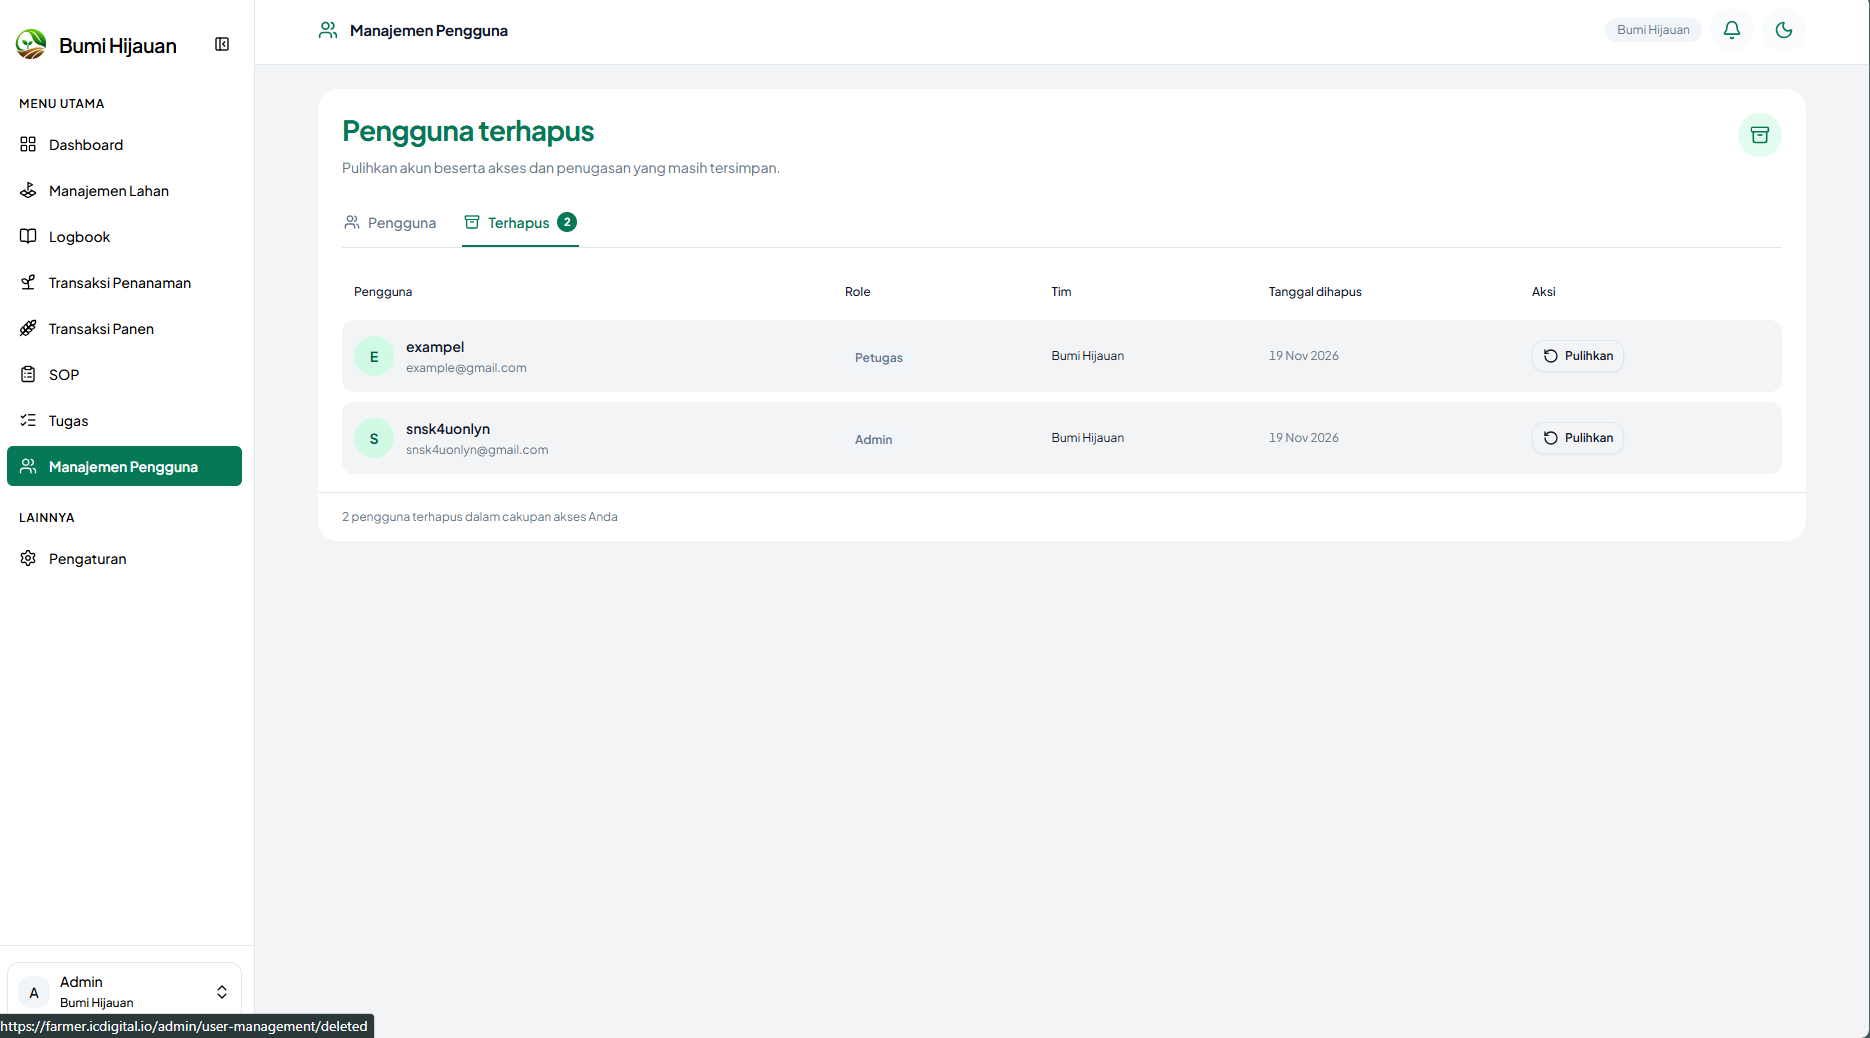 Bumi Hijauan
MENU UTAMA
Dashboard
Manajemen Lahan
Logbook
Transaksi Penanaman
Transaksi Panen
SOP
Tugas
Manajemen Pengguna
LAINNYA
Pengaturan
A
Admin
Bumi Hijauan
https://farmer.icdigital.io/admin/user-management/deleted
Manajemen Pengguna
Bumi Hijauan
Pengguna terhapus
Pulihkan akun beserta akses dan penugasan yang masih tersimpan.
Pengguna Terhapus 2
Pengguna Role Tim Tanggal dihapus Aksi
E exampel
example@gmail.com
Petugas Bumi Hijauan 19 Nov 2026 Pulihkan
S snsk4uonlyn
snsk4uonlyn@gmail.com
Admin Bumi Hijauan 19 Nov 2026 Pulihkan
2 pengguna terhapus dalam cakupan akses Anda